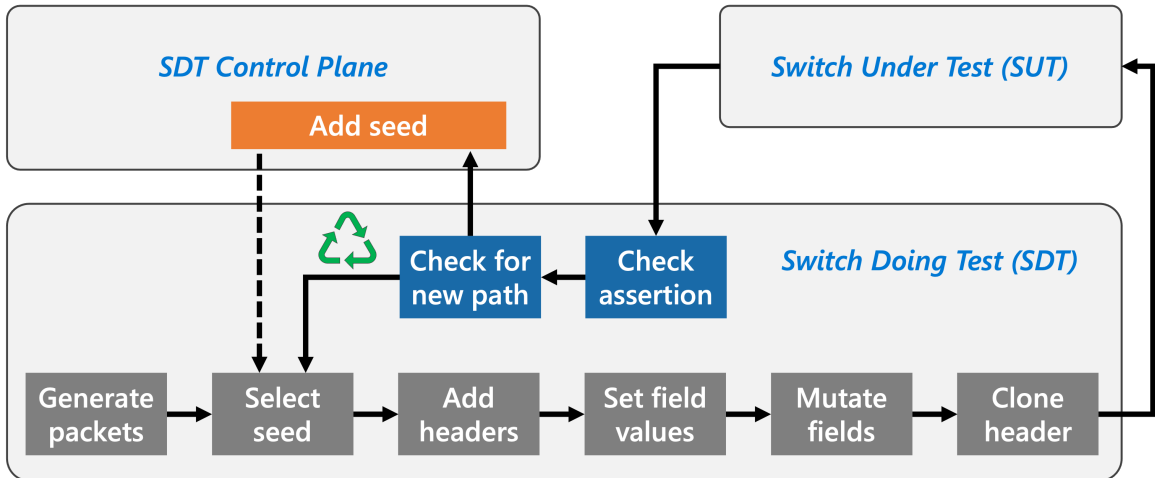 SDT Control Plane
Add seed
Switch Under Test (SUT)
Switch Doing Test (SDT)
Check for
new path
Check
assertion
Generate
packets
Select
seed
Add
headers
Set field
values
Mutate
fields
Clone
header